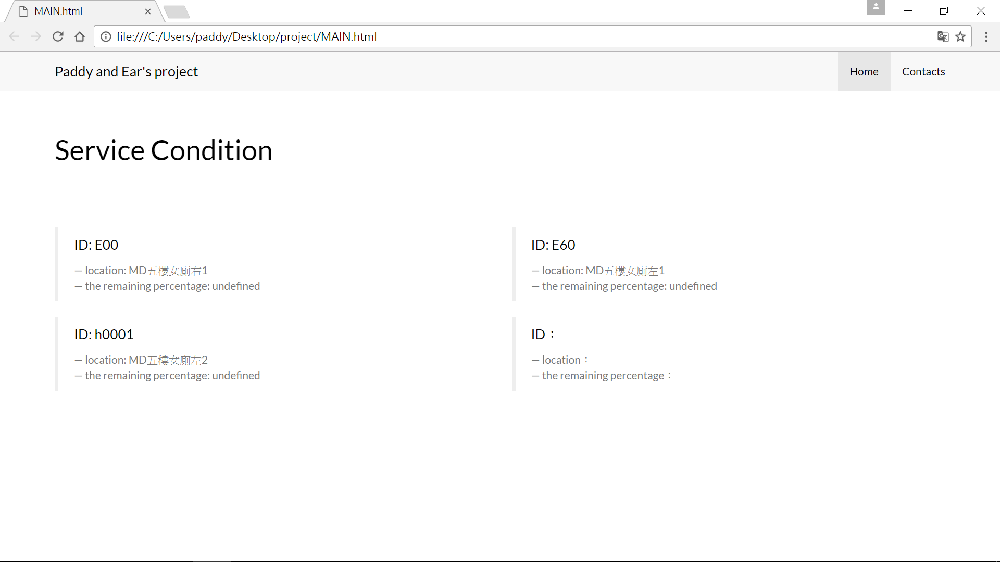 MAIN.html
file:///C:/Users/paddy/Desktop/project/MAIN.html
Paddy and Ear's project
Home
Contacts
Service Condition
ID: E00
— location: MD五樓女廁右1
— the remaining percentage: undefined
ID: E60
— location: MD五樓女廁左1
— the remaining percentage: undefined
ID: h0001
— location: MD五樓女廁左2
— the remaining percentage: undefined
ID：
— location：
— the remaining percentage：